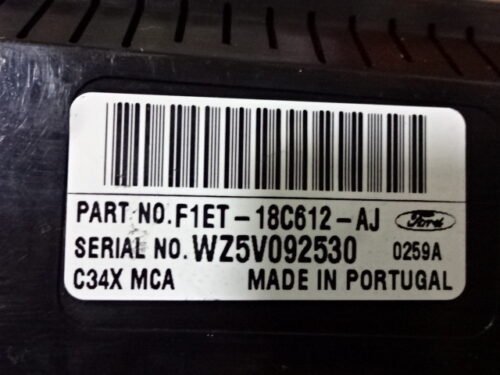 PART NO. F1ET-18C612-AJ Ford
SERIAL NO. WZ5V092530 0259A
C34X MCA MADE IN PORTUGAL